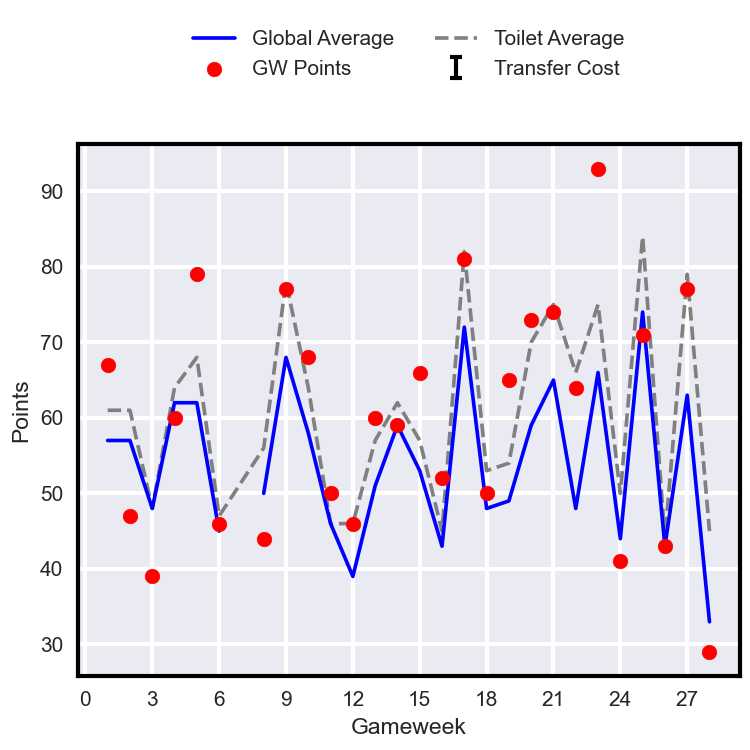 Global Average
Toilet Average
GW Points
Transfer Cost
90
80
70
60
50
40
30
Points
0 3 6 9 12 15 18 21 24 27
Gameweek